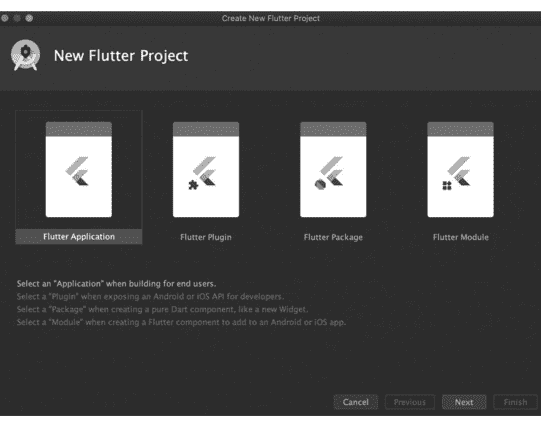 Create New Flutter Project
New Flutter Project
Flutter Application
Flutter Plugin
Flutter Package
Flutter Module
Select an "Application" when building for end users.
Select a "Plugin" when exposing an Android or iOS API for developers.
Select a "Package" when creating a pure Dart component, like a new Widget.
Select a "Module" when creating a Flutter component to add to an Android or iOS app.
Cancel
Previous
Next
Finish